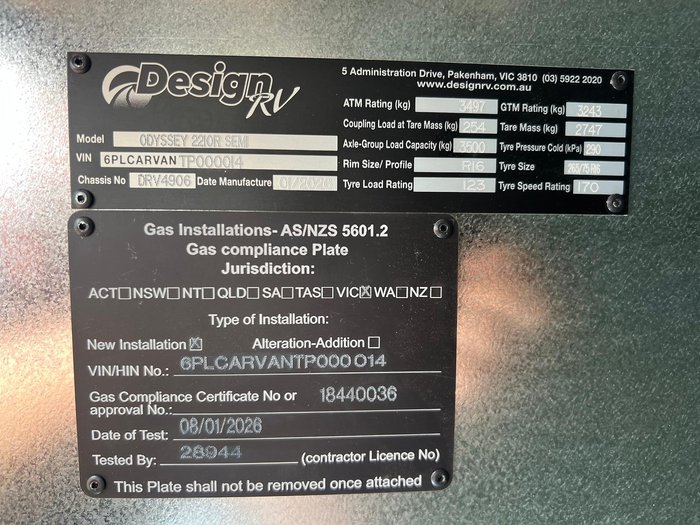 Design RV
5 Administration Drive, Pakenham, VIC 3810 (03) 5922 2020
www.designrv.com.au
ATM Rating (kg) 3497 GTM Rating (kg) 3243
Coupling Load at Tare Mass (kg) 254 Tare Mass (kg) 2747
Model ODYSSEY 2210R SEMI Axle-Group Load Capacity (kg) 3500 Tyre Pressure Cold (kPa) 290
VIN 6PLCARVANTP000014 Rim Size/ Profile R16 Tyre Size 265/75 R16
Chassis No DRV4906 Date Manufacture 01/2026 Tyre Load Rating 123 Tyre Speed Rating 170
Gas Installations- AS/NZS 5601.2
Gas compliance Plate
Jurisdiction:
ACT☐NSW☐NT☐QLD☐SA☐TAS☐VIC☒WA☐NZ☐
Type of Installation:
New Installation☒ Alteration-Addition☐
VIN/HIN No.: 6PLCARVANTP000014
Gas Compliance Certificate No or
approval No.: 18440036
Date of Test: 08/01/2026
Tested By: 28944 (contractor Licence No)
This Plate shall not be removed once attached